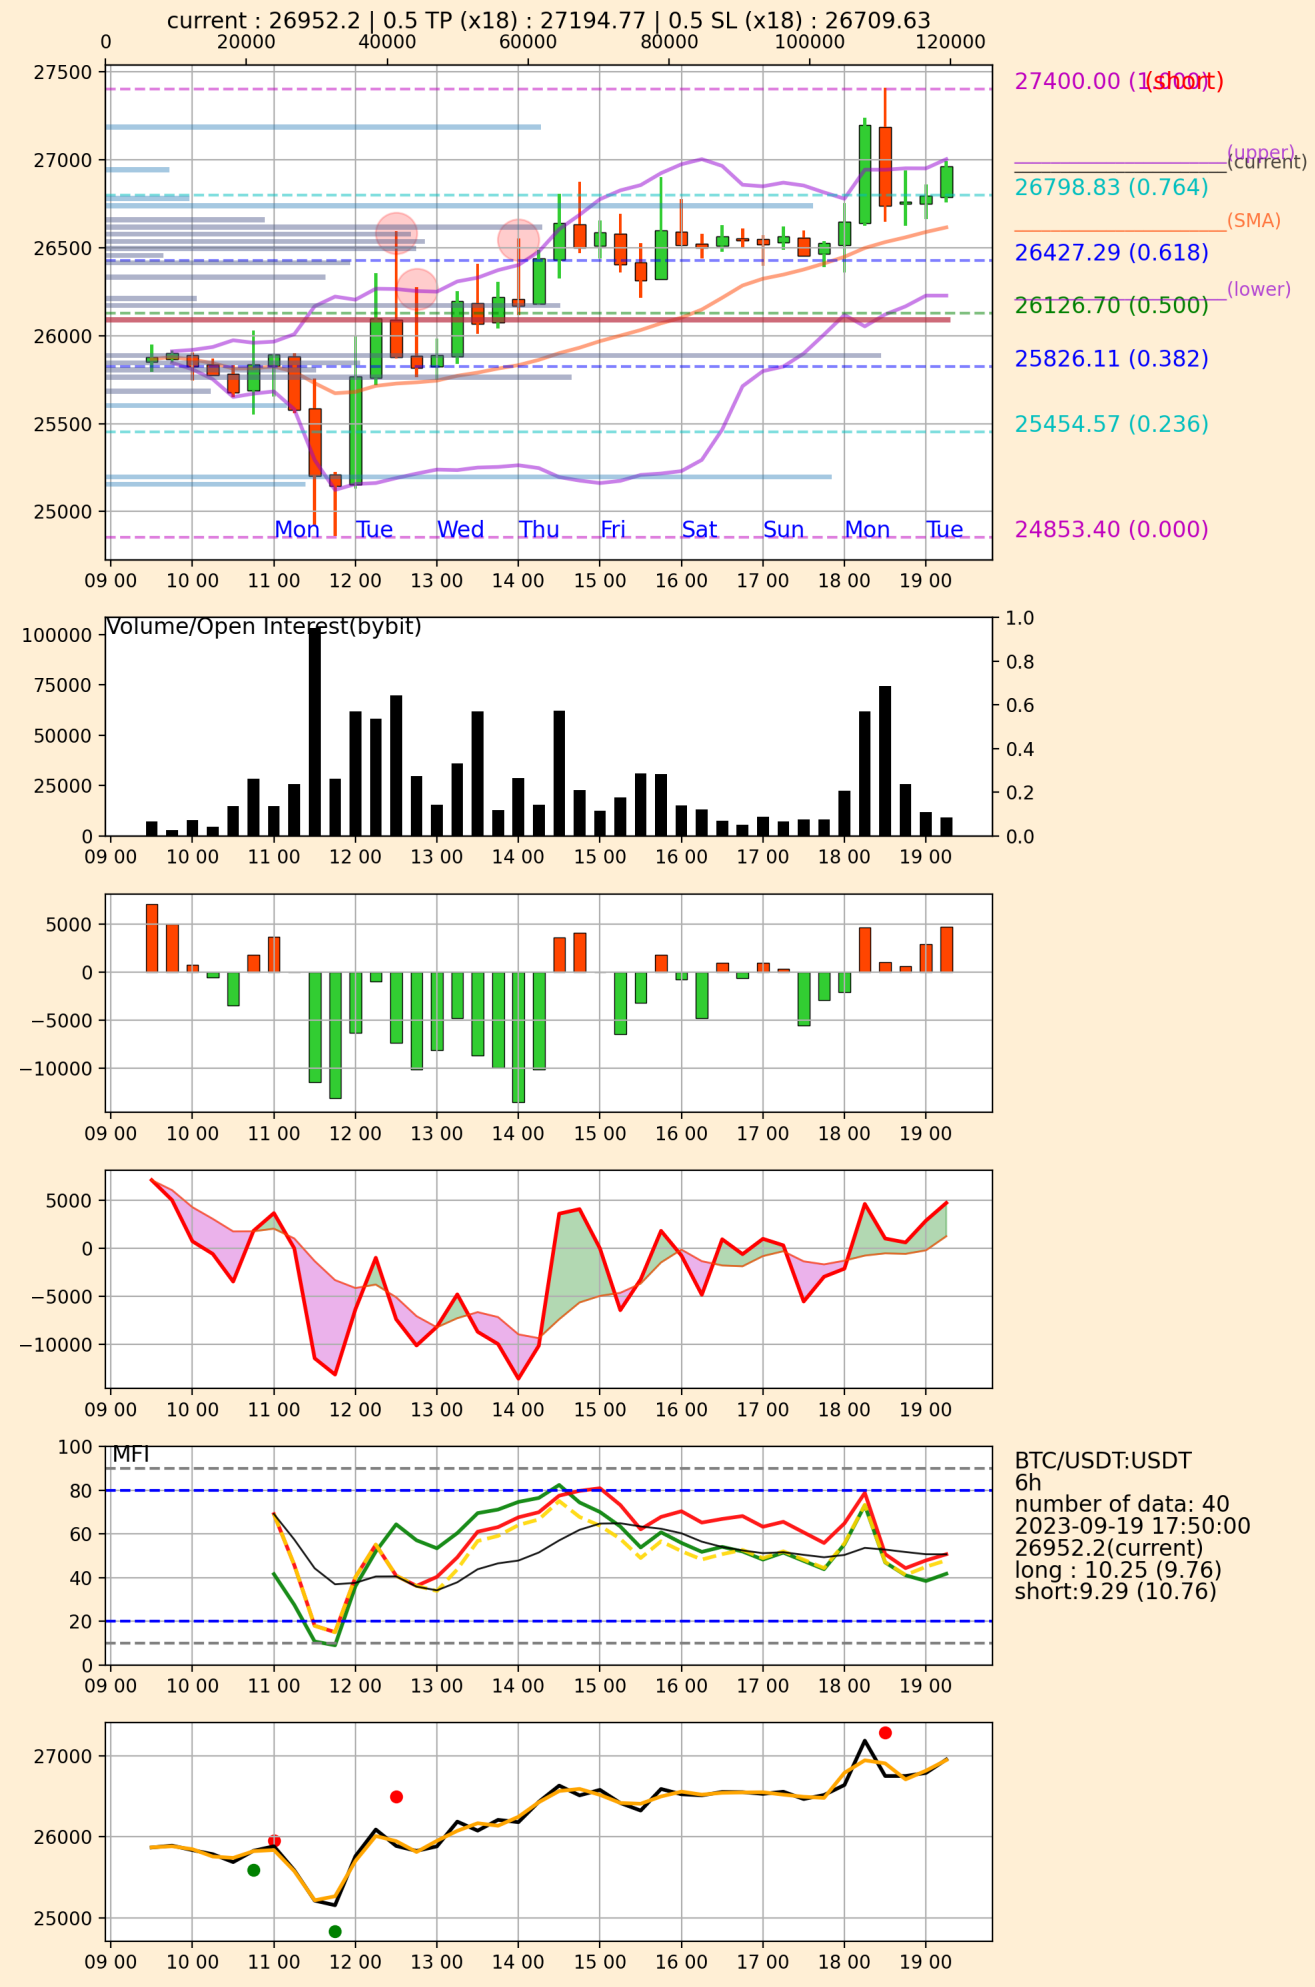 current : 26952.2 | 0.5 TP (x18) : 27194.77 | 0.5 SL (x18) : 26709.63
0 20000 40000 60000 80000 100000 120000
27500
27000
26500
26000
25500
25000
27400.00 (1.000)
(short)
(upper)
(current)
26798.83 (0.764)
(SMA)
26427.29 (0.618)
(lower)
26126.70 (0.500)
25826.11 (0.382)
25454.57 (0.236)
24853.40 (0.000)
Mon Tue Wed Thu Fri Sat Sun Mon Tue
09 00 10 00 11 00 12 00 13 00 14 00 15 00 16 00 17 00 18 00 19 00
Volume/Open Interest(bybit)
100000
75000
50000
25000
0
1.0
0.8
0.6
0.4
0.2
0.0
09 00 10 00 11 00 12 00 13 00 14 00 15 00 16 00 17 00 18 00 19 00
5000
0
−5000
−10000
09 00 10 00 11 00 12 00 13 00 14 00 15 00 16 00 17 00 18 00 19 00
5000
0
−5000
−10000
09 00 10 00 11 00 12 00 13 00 14 00 15 00 16 00 17 00 18 00 19 00
MFI
100
80
60
40
20
0
09 00 10 00 11 00 12 00 13 00 14 00 15 00 16 00 17 00 18 00 19 00
BTC/USDT:USDT
6h
number of data: 40
2023-09-19 17:50:00
26952.2(current)
long : 10.25 (9.76)
short:9.29 (10.76)
27000
26000
25000
09 00 10 00 11 00 12 00 13 00 14 00 15 00 16 00 17 00 18 00 19 00